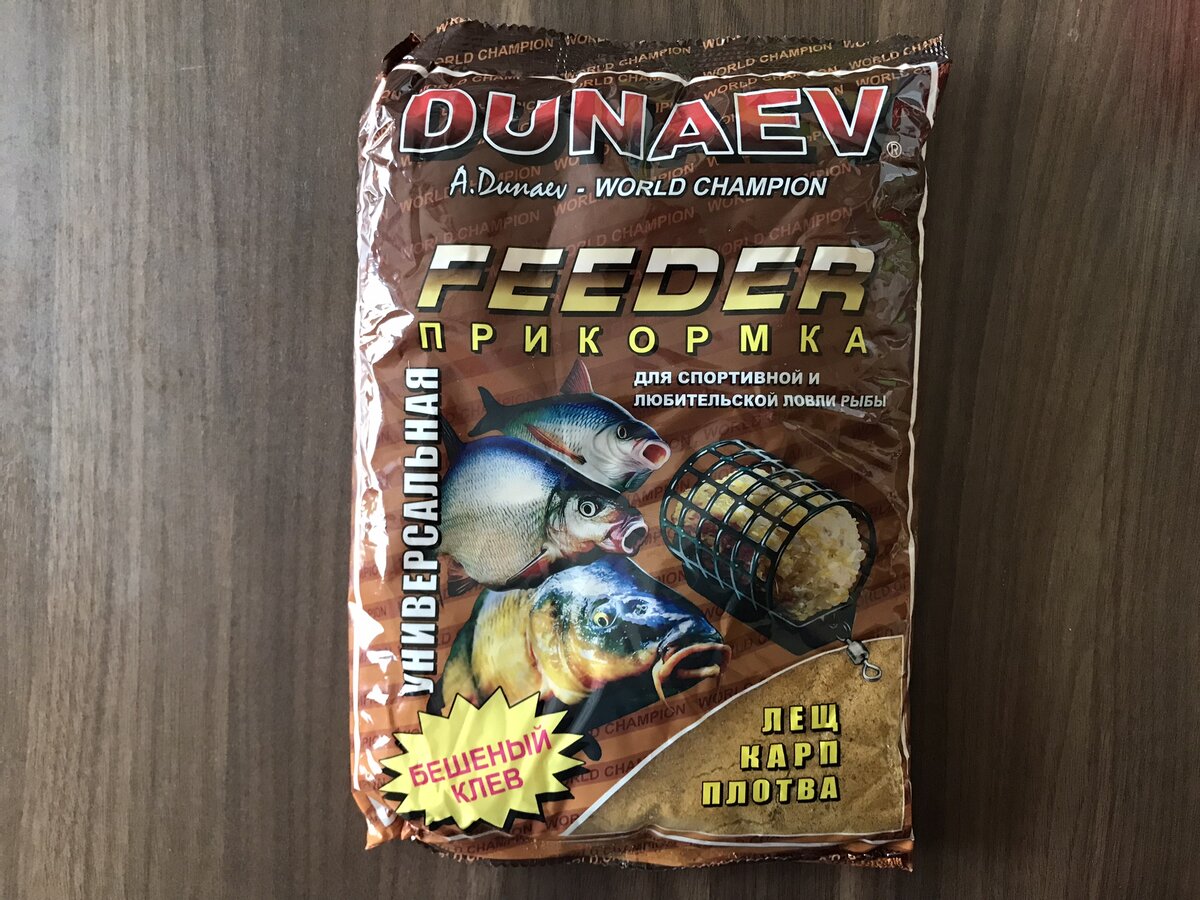 DUNAEV®
A.Dunaev - WORLD CHAMPION
FEEDER
ПРИКОРМКА
ДЛЯ СПОРТИВНОЙ И
ЛЮБИТЕЛЬСКОЙ ЛОВЛИ РЫБЫ
УНИВЕРСАЛЬНАЯ
БЕШЕНЫЙ
КЛЕВ
ЛЕЩ
КАРП
ПЛОТВА